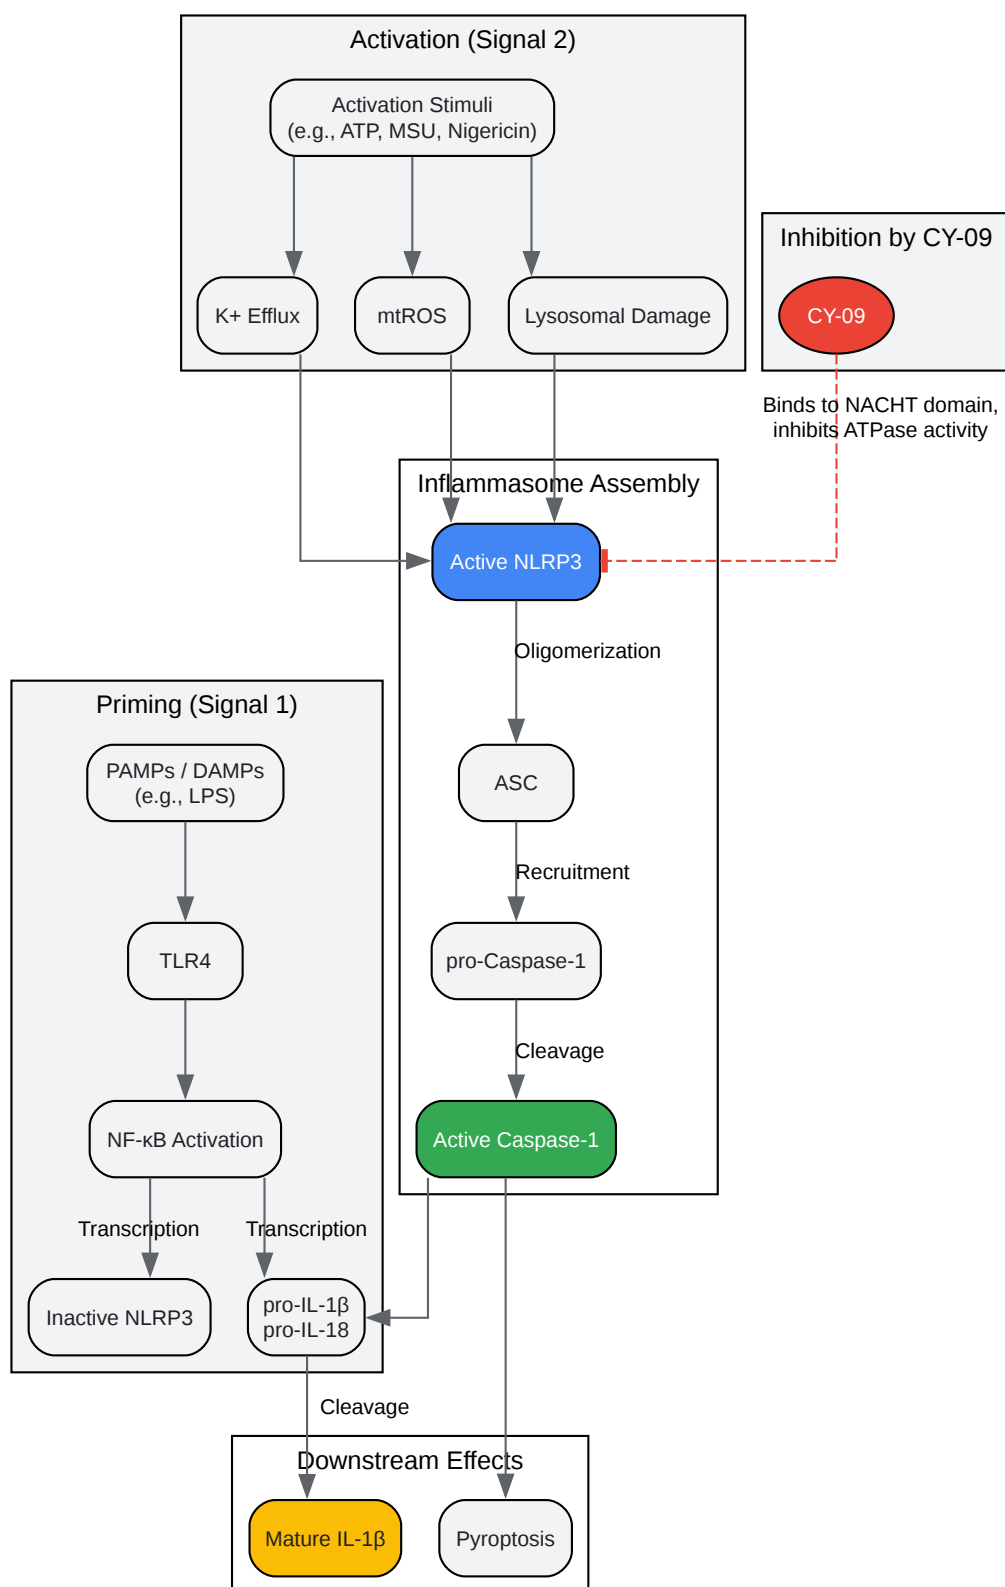 Activation (Signal 2)
Activation Stimuli
(e.g., ATP, MSU, Nigericin)
K+ Efflux
mtROS
Lysosomal Damage
Inhibition by CY-09
CY-09
Binds to NACHT domain,
inhibits ATPase activity
Inflammasome Assembly
Active NLRP3
Oligomerization
ASC
Recruitment
pro-Caspase-1
Cleavage
Active Caspase-1
Priming (Signal 1)
PAMPs / DAMPs
(e.g., LPS)
TLR4
NF-κB Activation
Transcription
Transcription
Inactive NLRP3
pro-IL-1β
pro-IL-18
Cleavage
Downstream Effects
Mature IL-1β
Pyroptosis